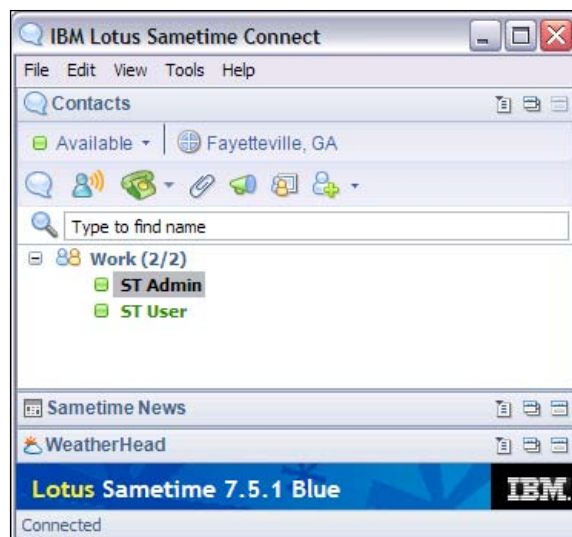 IBM Lotus Sametime Connect
File Edit View Tools Help
Contacts
Available Fayetteville, GA
Type to find name
Work (2/2)
ST Admin
ST User
Sametime News
WeatherHead
Lotus Sametime 7.5.1 Blue IBM.
Connected